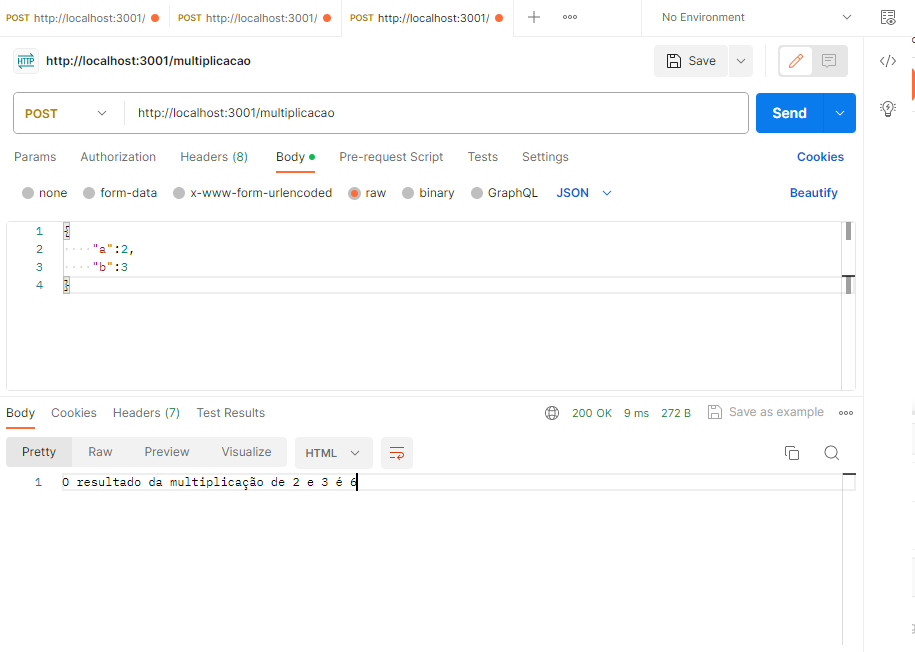 POST http://localhost:3001/ POST http://localhost:3001/ POST http://localhost:3001/ No Environment
HTTP http://localhost:3001/multiplicacao Save
POST http://localhost:3001/multiplicacao Send
Params Authorization Headers (8) Body Pre-request Script Tests Settings Cookies
none form-data x-www-form-urlencoded raw binary GraphQL JSON Beautify
1 {
2 "a":2,
3 "b":3
4 }
Body Cookies Headers (7) Test Results 200 OK 9 ms 272 B Save as example
Pretty Raw Preview Visualize HTML
1 O resultado da multiplicação de 2 e 3 é 6